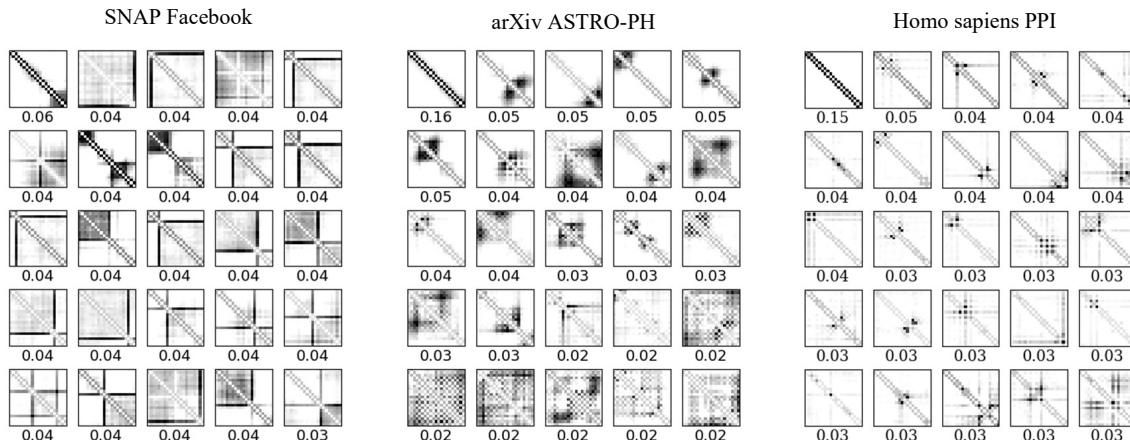 SNAP Facebook
arXiv ASTRO-PH
Homo sapiens PPI
0.06 0.04 0.04 0.04 0.04
0.16 0.05 0.05 0.05 0.05
0.15 0.05 0.04 0.04 0.04
0.04 0.04 0.04 0.04 0.04
0.05 0.04 0.04 0.04 0.04
0.04 0.04 0.04 0.04 0.04
0.04 0.04 0.04 0.04 0.04
0.04 0.04 0.03 0.03 0.03
0.04 0.03 0.03 0.03 0.03
0.04 0.04 0.04 0.04 0.04
0.03 0.03 0.02 0.02 0.02
0.03 0.03 0.03 0.03 0.03
0.04 0.04 0.04 0.04 0.03
0.02 0.02 0.02 0.02 0.02
0.03 0.03 0.03 0.03 0.03